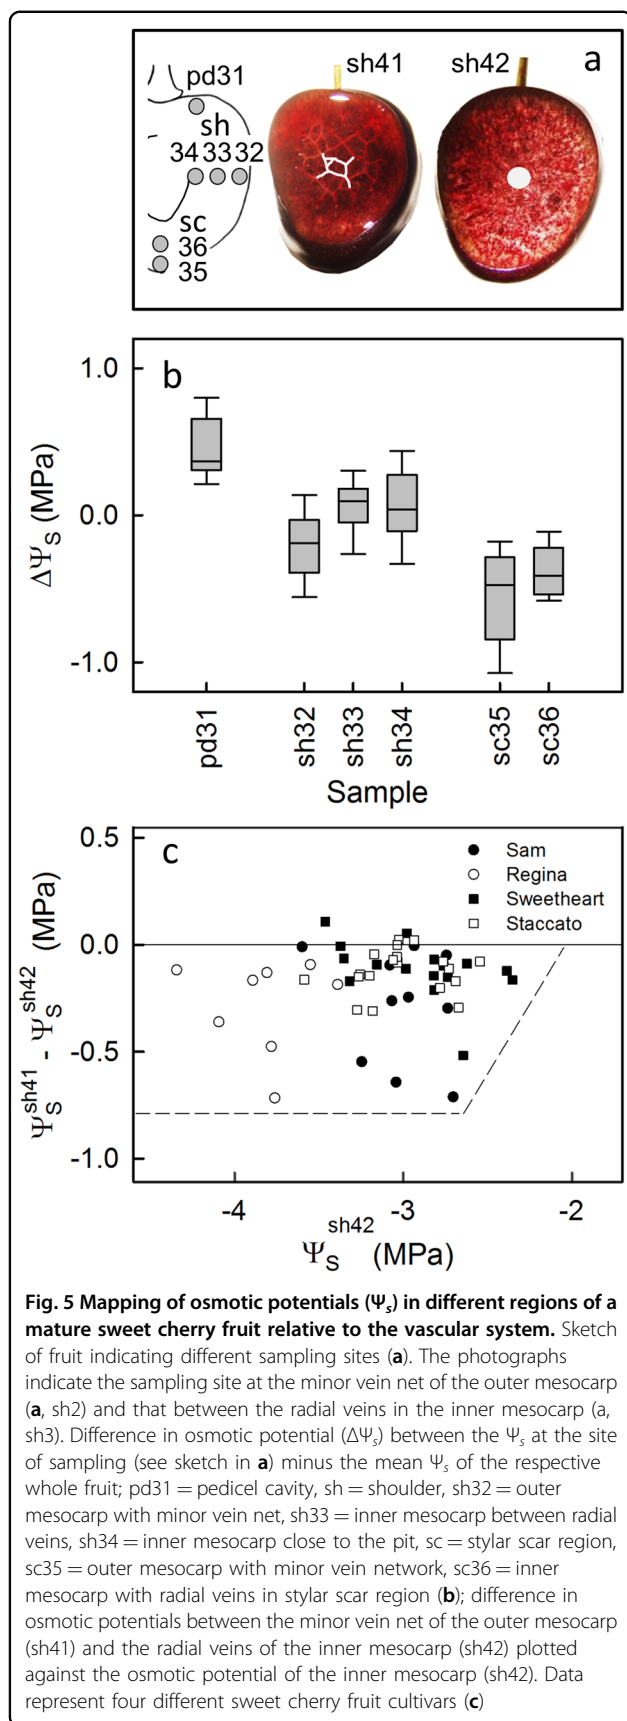 a
pd31
sh
34 33 32
sc
36
35
sh41
sh42
b
1.0
0.0
-1.0
ΔΨS (MPa)
pd31
sh32
sh33
sh34
sc35
sc36
Sample
c
Sam
Regina
Sweetheart
Staccato
0.5
0.0
-0.5
-1.0
ΨS^sh41 - ΨS^sh42 (MPa)
-4
-3
-2
ΨS^sh42 (MPa)
Fig. 5 Mapping of osmotic potentials (Ψs) in different regions of a
mature sweet cherry fruit relative to the vascular system. Sketch
of fruit indicating different sampling sites (a). The photographs
indicate the sampling site at the minor vein net of the outer mesocarp
(a, sh2) and that between the radial veins in the inner mesocarp (a,
sh3). Difference in osmotic potential (ΔΨs) between the Ψs at the site
of sampling (see sketch in a) minus the mean Ψs of the respective
whole fruit; pd31 = pedicel cavity, sh = shoulder, sh32 = outer
mesocarp with minor vein net, sh33 = inner mesocarp between radial
veins, sh34 = inner mesocarp close to the pit, sc = stylar scar region,
sc35 = outer mesocarp with minor vein network, sc36 = inner
mesocarp with radial veins in stylar scar region (b); difference in
osmotic potentials between the minor vein net of the outer mesocarp
(sh41) and the radial veins of the inner mesocarp (sh42) plotted
against the osmotic potential of the inner mesocarp (sh42). Data
represent four different sweet cherry fruit cultivars (c)